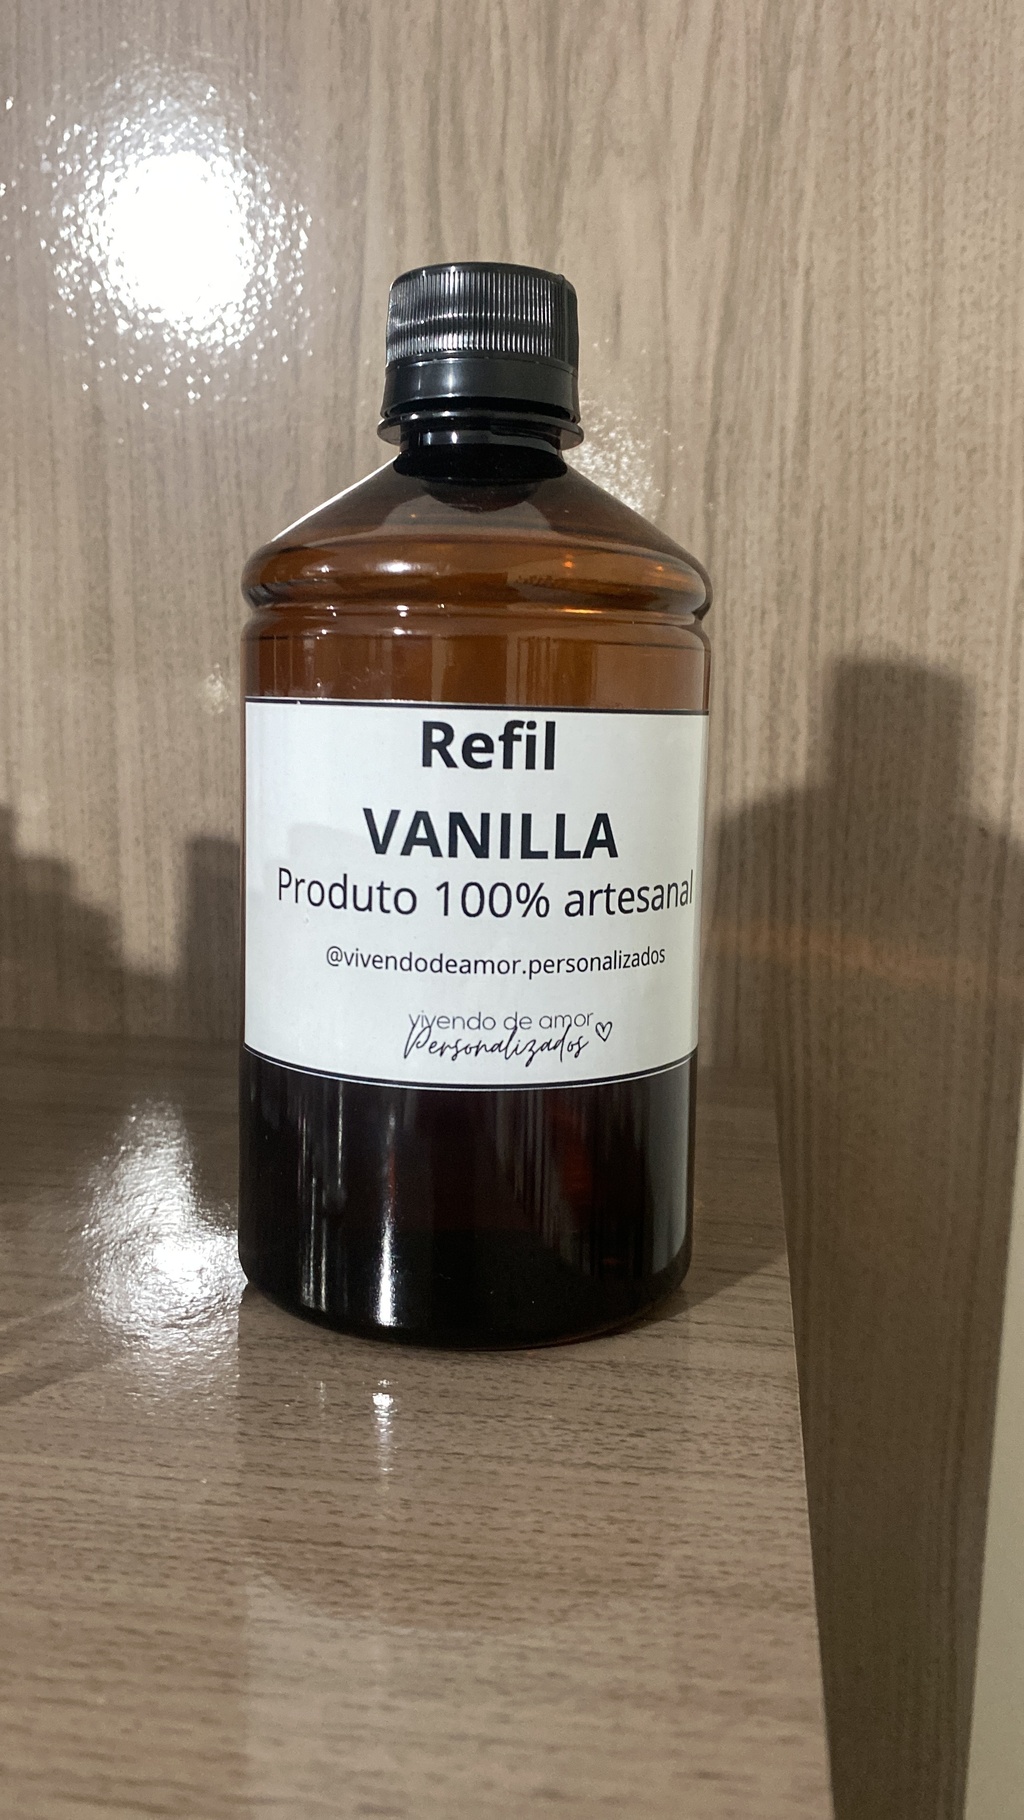 Refil
VANILLA
Produto 100% artesanal
@vivendodeamor.personalizados
vivendo de amor
Personalizados